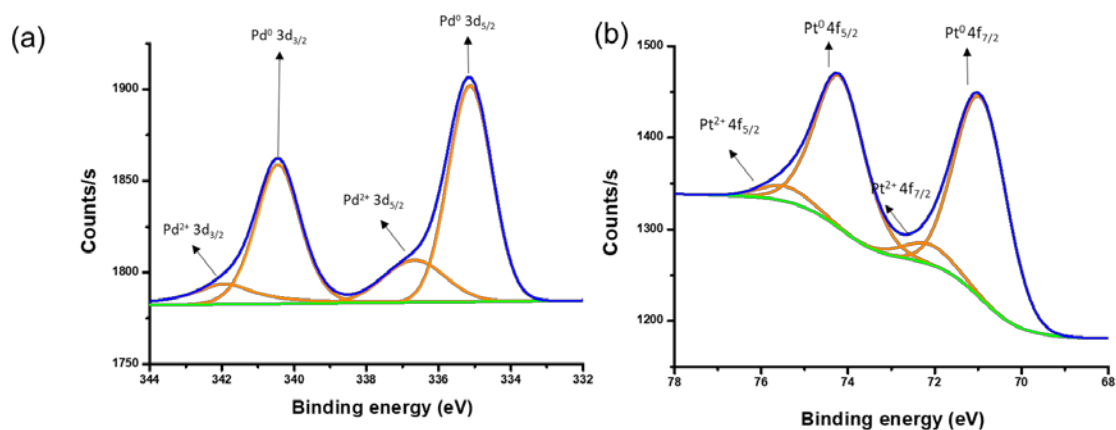 (a)
Pd⁰ 3d₃/₂
Pd⁰ 3d₅/₂
Pd²⁺ 3d₃/₂
Pd²⁺ 3d₅/₂
Counts/s
1900
1850
1800
1750
344
342
340
338
336
334
332
Binding energy (eV)
(b)
Pt⁰ 4f₅/₂
Pt⁰ 4f₇/₂
Pt²⁺ 4f₅/₂
Pt²⁺ 4f₇/₂
Counts/s
1500
1400
1300
1200
78
76
74
72
70
68
Binding energy (eV)